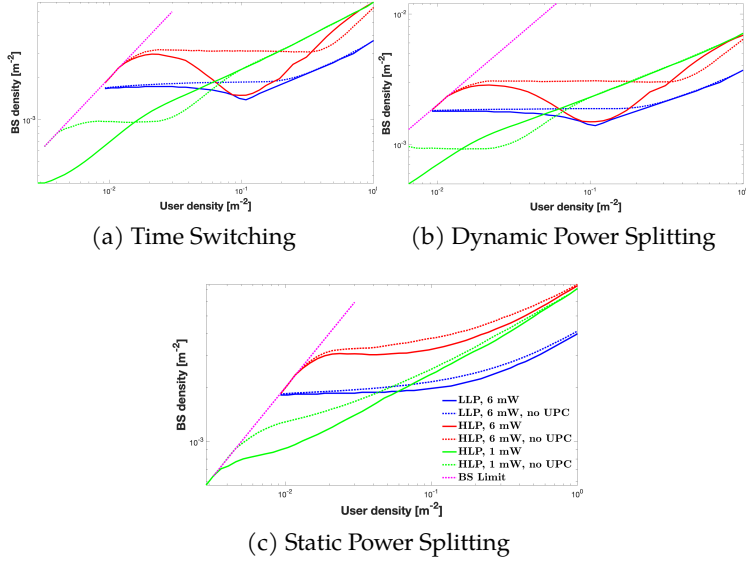 BS density [m⁻²]
10⁻³
10⁻² 10⁻¹ 10⁰
User density [m⁻²]
(a) Time Switching
BS density [m⁻²]
10⁻²
10⁻³
10⁻² 10⁻¹ 10⁰
User density [m⁻²]
(b) Dynamic Power Splitting
BS density [m⁻²]
10⁻³
LLP, 6 mW
LLP, 6 mW, no UPC
HLP, 6 mW
HLP, 6 mW, no UPC
HLP, 1 mW
HLP, 1 mW, no UPC
BS Limit
10⁻² 10⁻¹ 10⁰
User density [m⁻²]
(c) Static Power Splitting